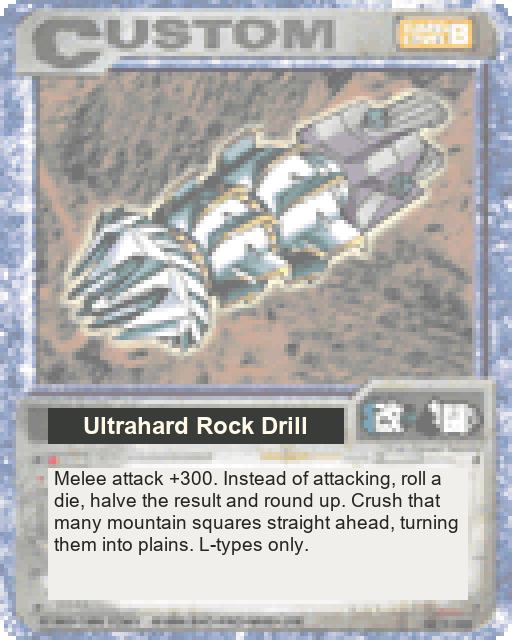 CUSTOM
B
Ultrahard Rock Drill
Melee attack +300. Instead of attacking, roll a
die, halve the result and round up. Crush that
many mountain squares straight ahead, turning
them into plains. L-types only.